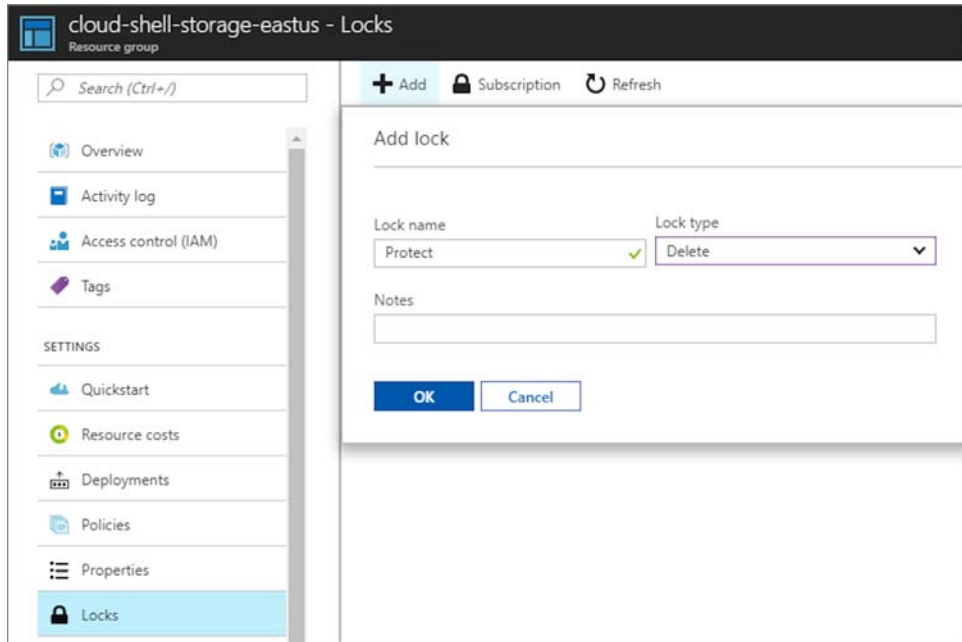 cloud-shell-storage-eastus - Locks
Resource group
Search (Ctrl+/)
Overview
Activity log
Access control (IAM)
Tags
SETTINGS
Quickstart
Resource costs
Deployments
Policies
Properties
Locks
Add Subscription Refresh
Add lock
Lock name Lock type
Protect Delete
Notes
OK Cancel